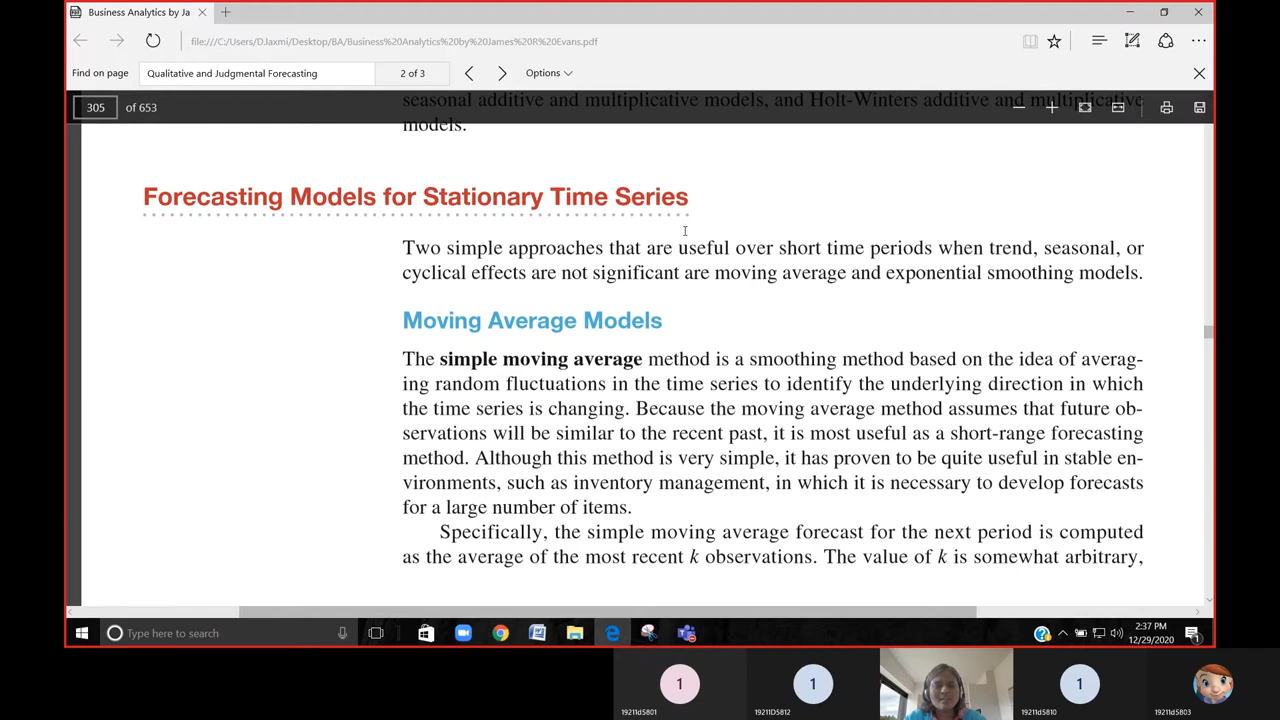 Business Analytics by Ja
file:///C:/Users/DJaxmi/Desktop/BA/Business%20Analytics%20by%20James%20R%20Evans.pdf
Find on page
Qualitative and Judgmental Forecasting
2 of 3
Options
305 of 653
seasonal additive and multiplicative models, and Holt-Winters additive and multiplicative
models.
Forecasting Models for Stationary Time Series
Two simple approaches that are useful over short time periods when trend, seasonal, or
cyclical effects are not significant are moving average and exponential smoothing models.
Moving Average Models
The simple moving average method is a smoothing method based on the idea of averag-
ing random fluctuations in the time series to identify the underlying direction in which
the time series is changing. Because the moving average method assumes that future ob-
servations will be similar to the recent past, it is most useful as a short-range forecasting
method. Although this method is very simple, it has proven to be quite useful in stable en-
vironments, such as inventory management, in which it is necessary to develop forecasts
for a large number of items.
Specifically, the simple moving average forecast for the next period is computed
as the average of the most recent k observations. The value of k is somewhat arbitrary,
Type here to search
2:37 PM
12/29/2020
1
1
1
1
19211d5801
19211D5812
19211d5810
19211d5803